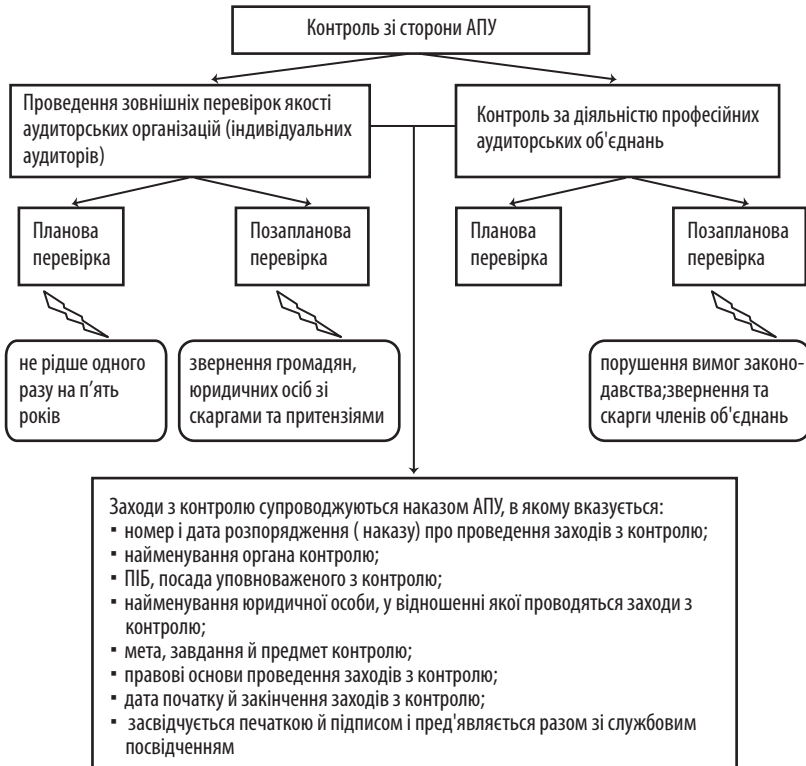 Контроль зі сторони АПУ
Проведення зовнішніх перевірок якості
аудиторських організацій (індивідуальних
аудиторів)
Контроль за діяльністю професійних
аудиторських об'єднань
Планова
перевірка
Позапланова
перевірка
Планова
перевірка
Позапланова
перевірка
не рідше одного
разу на п’ять
років
звернення громадян,
юридичних осіб зі
скаргами та притензіями
порушення вимог законо-
давства;звернення та
скарги членів об'єднань
Заходи з контролю супроводжуються наказом АПУ, в якому вказується:
▪ номер і дата розпорядження ( наказу) про проведення заходів з контролю;
▪ найменування органа контролю;
▪ ПІБ, посада уповноваженого з контролю;
▪ найменування юридичної особи, у відношенні якої проводяться заходи з
контролю;
▪ мета, завдання й предмет контролю;
▪ правові основи проведення заходів з контролю;
▪ дата початку й закінчення заходів з контролю;
▪ засвідчується печаткою й підписом і пред'являється разом зі службовим
посвідченням